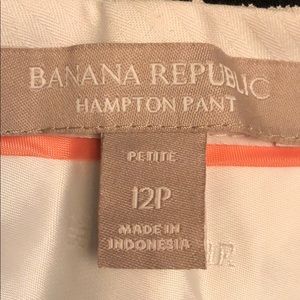 BANANA REPUBLIC
HAMPTON PANT
PETITE
12P
MADE IN
INDONESIA